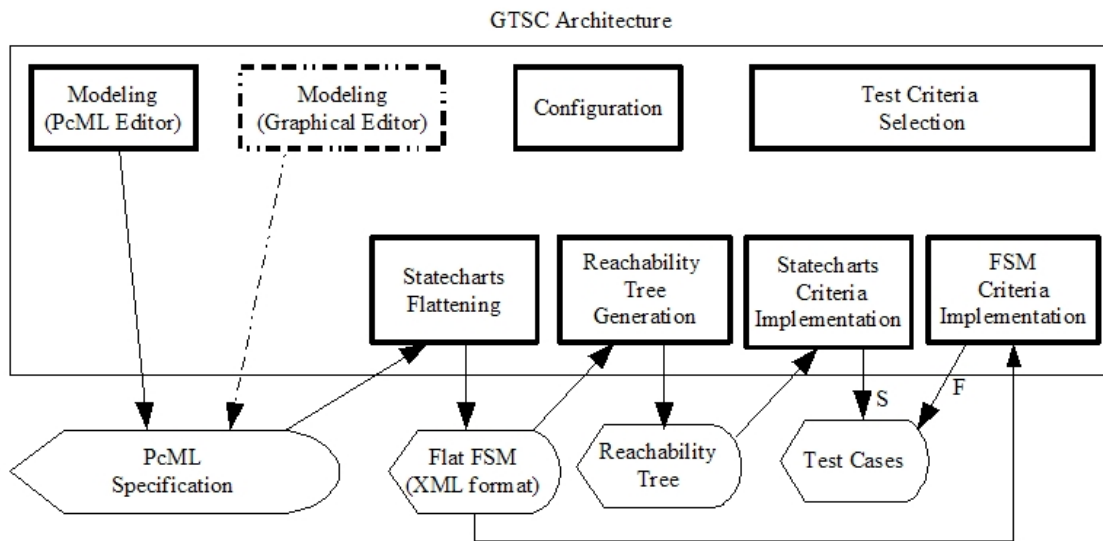 GTSC Architecture
Modeling
(PcML Editor)
Modeling
(Graphical Editor)
Configuration
Test Criteria
Selection
Statecharts
Flattening
Reachability
Tree
Generation
Statecharts
Criteria
Implementation
FSM
Criteria
Implementation
S
F
PcML
Specification
Flat FSM
(XML format)
Reachability
Tree
Test Cases